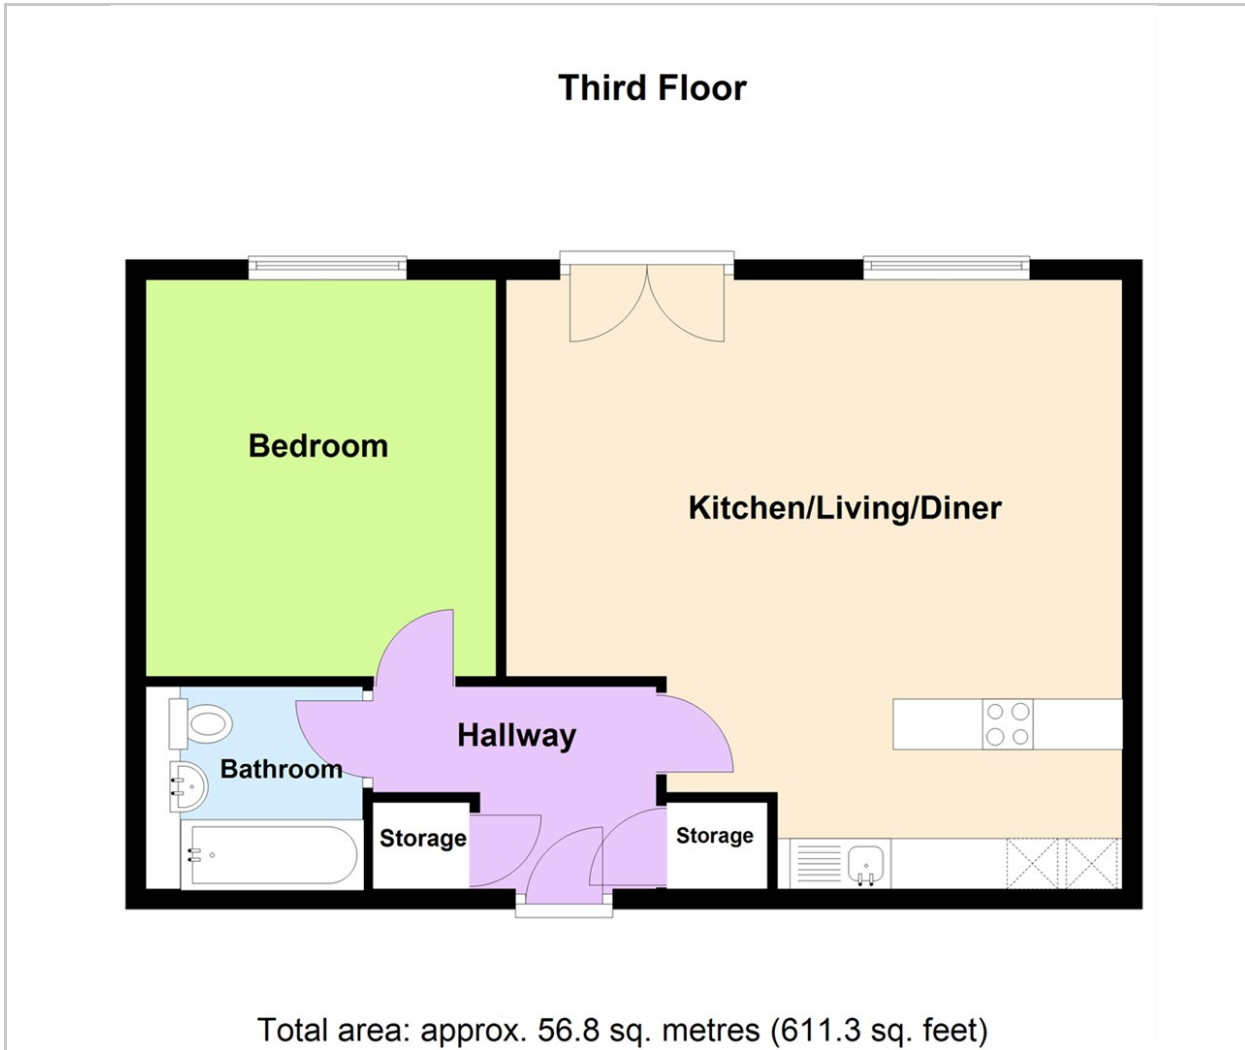 Third Floor
Bedroom
Kitchen/Living/Diner
Hallway
Bathroom
Storage
Storage
Total area: approx. 56.8 sq. metres (611.3 sq. feet)